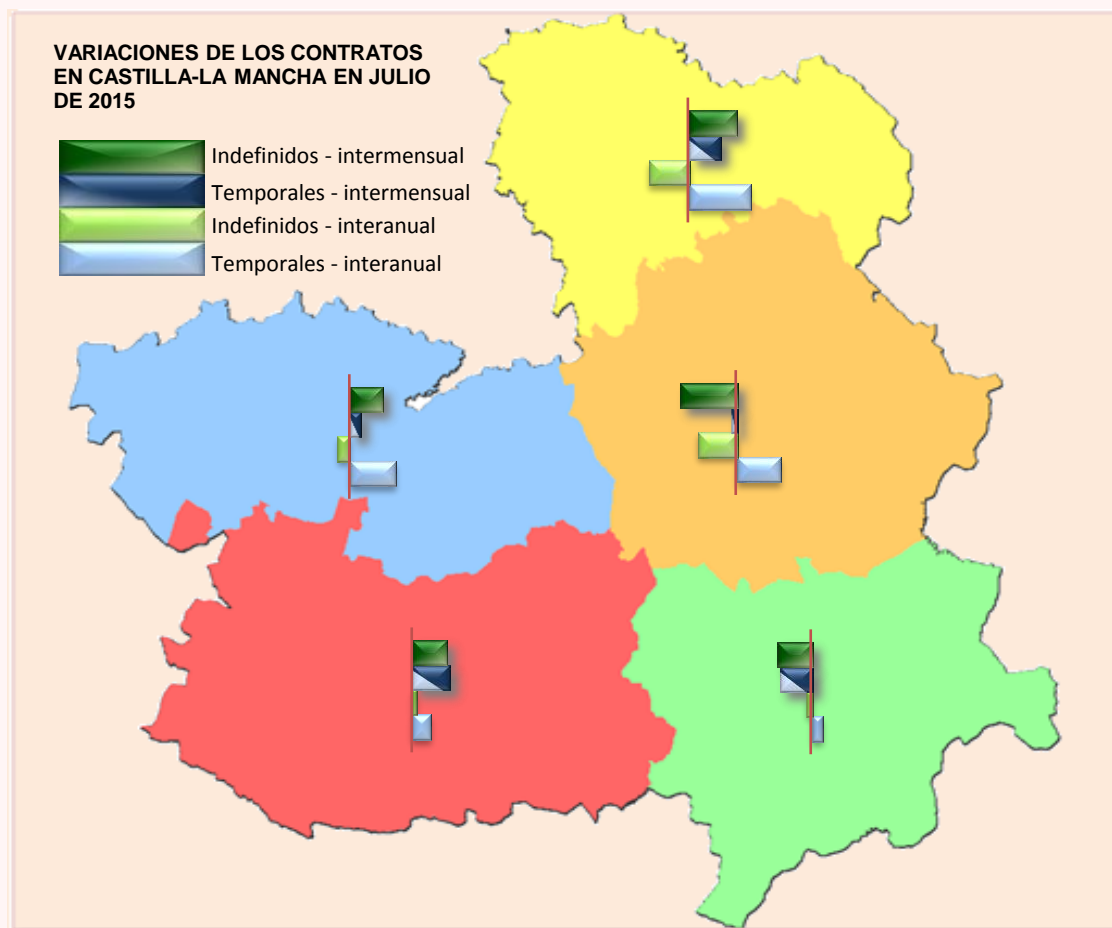 VARIACIONES DE LOS CONTRATOS
EN CASTILLA-LA MANCHA EN JULIO
DE 2015
Indefinidos - intermensual
Temporales - intermensual
Indefinidos - interanual
Temporales - interanual